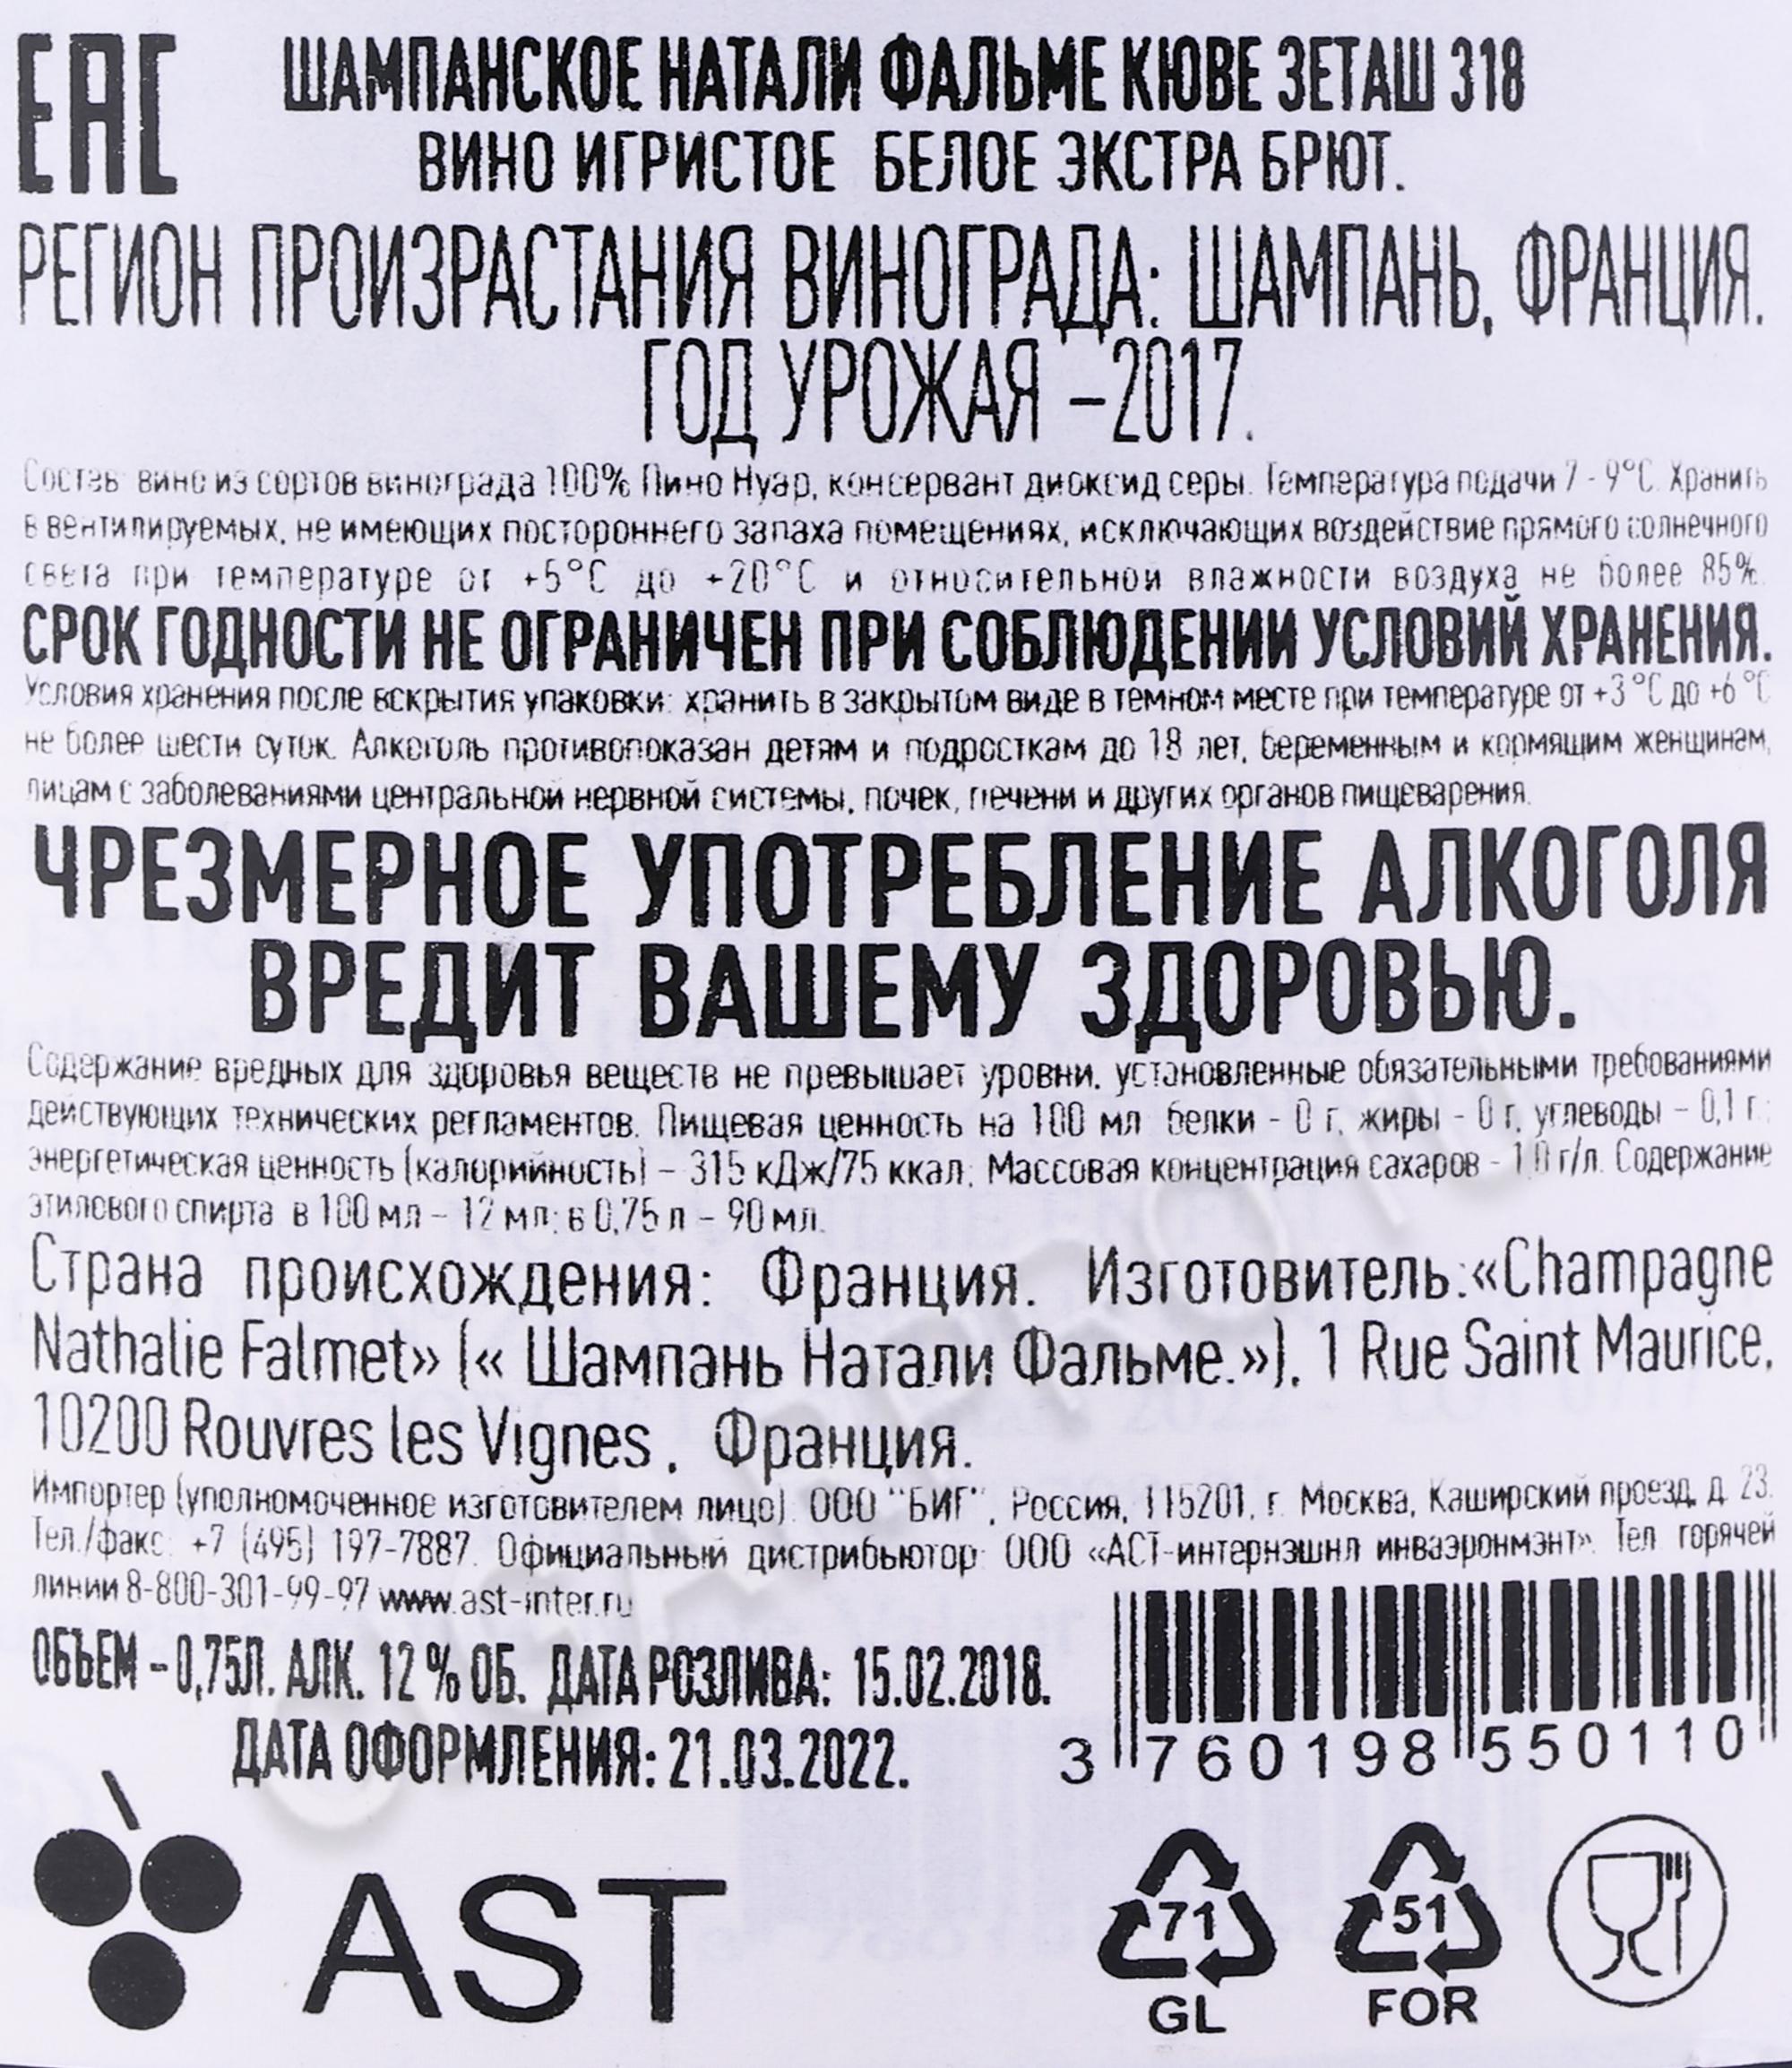 EAC
ШАМПАНСКОЕ НАТАЛИ ФАЛЬМЕ КЮВЕ ЗЕТАШ 318
ВИНО ИГРИСТОЕ БЕЛОЕ ЭКСТРА БРЮТ.
РЕГИОН ПРОИЗРАСТАНИЯ ВИНОГРАДА: ШАМПАНЬ, ФРАНЦИЯ.
ГОД УРОЖАЯ –2017.
Состав: вино из сортов винограда 100% Пино Нуар, консервант диоксид серы. Температура подачи 7 - 9°C. Хранить
в вентилируемых, не имеющих постороннего запаха помещениях, исключающих воздействие прямого солнечного
света при температуре от +5°C до +20°C и относительной влажности воздуха не более 85%.
СРОК ГОДНОСТИ НЕ ОГРАНИЧЕН ПРИ СОБЛЮДЕНИИ УСЛОВИЙ ХРАНЕНИЯ.
Условия хранения после вскрытия упаковки: хранить в закрытом виде в темном месте при температуре от +3°C до +6°C
не более шести суток. Алкоголь противопоказан детям и подросткам до 18 лет, беременным и кормящим женщинам,
лицам с заболеваниями центральной нервной системы, почек, печени и других органов пищеварения.
ЧРЕЗМЕРНОЕ УПОТРЕБЛЕНИЕ АЛКОГОЛЯ
ВРЕДИТ ВАШЕМУ ЗДОРОВЬЮ.
Содержание вредных для здоровья веществ не превышает уровни, установленные обязательными требованиями
действующих технических регламентов. Пищевая ценность на 100 мл: белки - 0 г, жиры - 0 г, углеводы – 0,1 г.;
энергетическая ценность (калорийность) – 315 кДж/75 ккал; Массовая концентрация сахаров - 1,0 г/л. Содержание
этилового спирта в 100 мл – 12 мл; в 0,75 л – 90 мл.
Страна происхождения: Франция. Изготовитель:«Champagne
Nathalie Falmet» (« Шампань Натали Фальме.»), 1 Rue Saint Maurice,
10200 Rouvres les Vignes , Франция.
Импортер (уполномоченное изготовителем лицо): ООО "БИГ", Россия, 115201, г. Москва, Каширский проезд, д. 23.
Тел./факс: +7 (495) 197-7887. Официальный дистрибьютор: ООО «АСТ-интернэшнл инваэронмэнт». Тел. горячей
линии 8-800-301-99-97 www.ast-inter.ru
ОБЪЕМ – 0,75Л. АЛК. 12 % ОБ. ДАТА РОЗЛИВА: 15.02.2018.
ДАТА ОФОРМЛЕНИЯ: 21.03.2022.
3 760198 550110
AST
71
GL
51
FOR